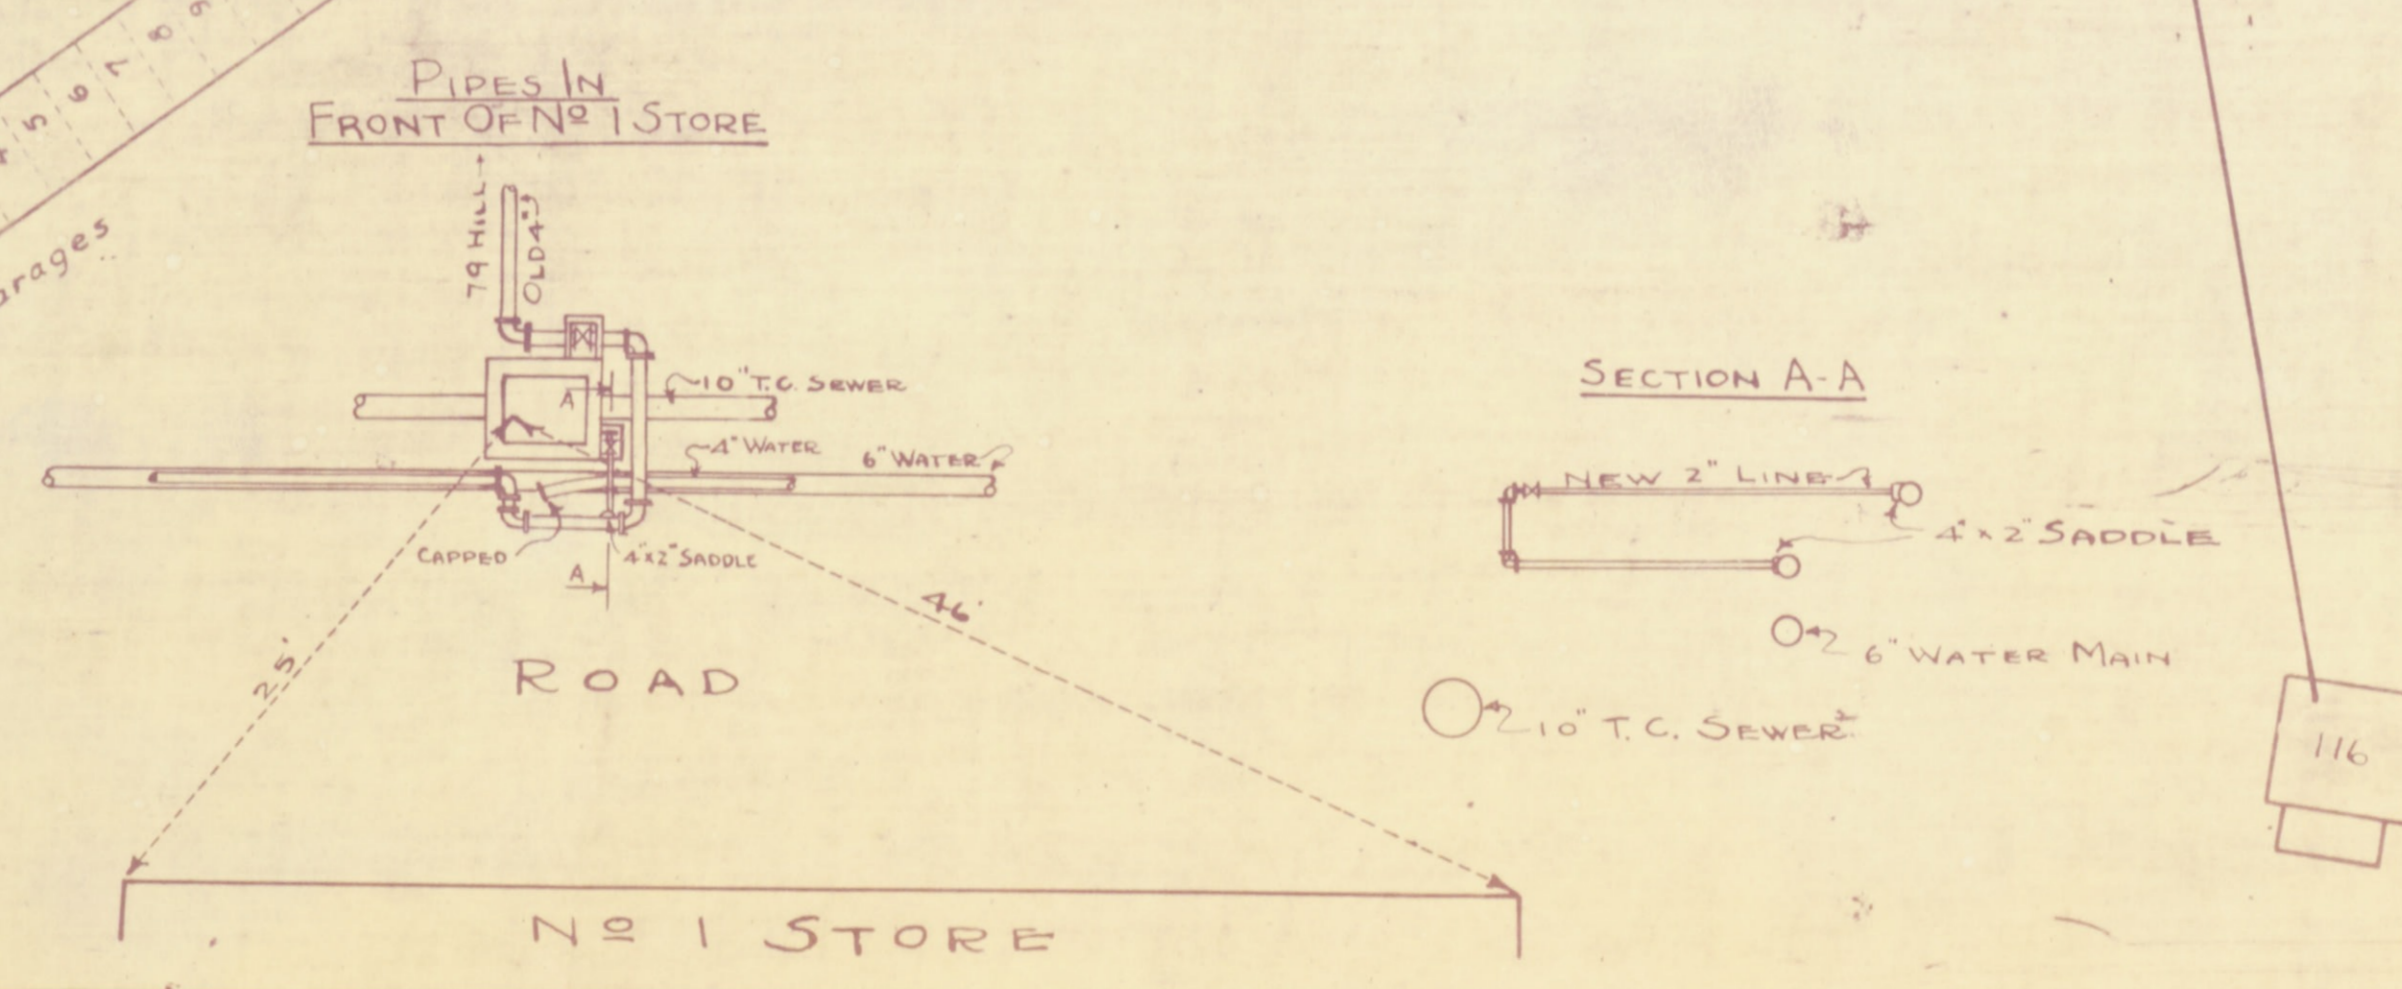 PIPES IN
FRONT OF Nº 1 STORE
5
6
7
8
9
79 HILL
OLD 4"
10" T.C. SEWER
A
4" WATER
6" WATER
CAPPED
4"x2" SADDLE
A
25'
46'
ROAD
Nº 1 STORE
SECTION A-A
NEW 2" LINE
4"x2" SADDLE
6" WATER MAIN
10" T.C. SEWER
116